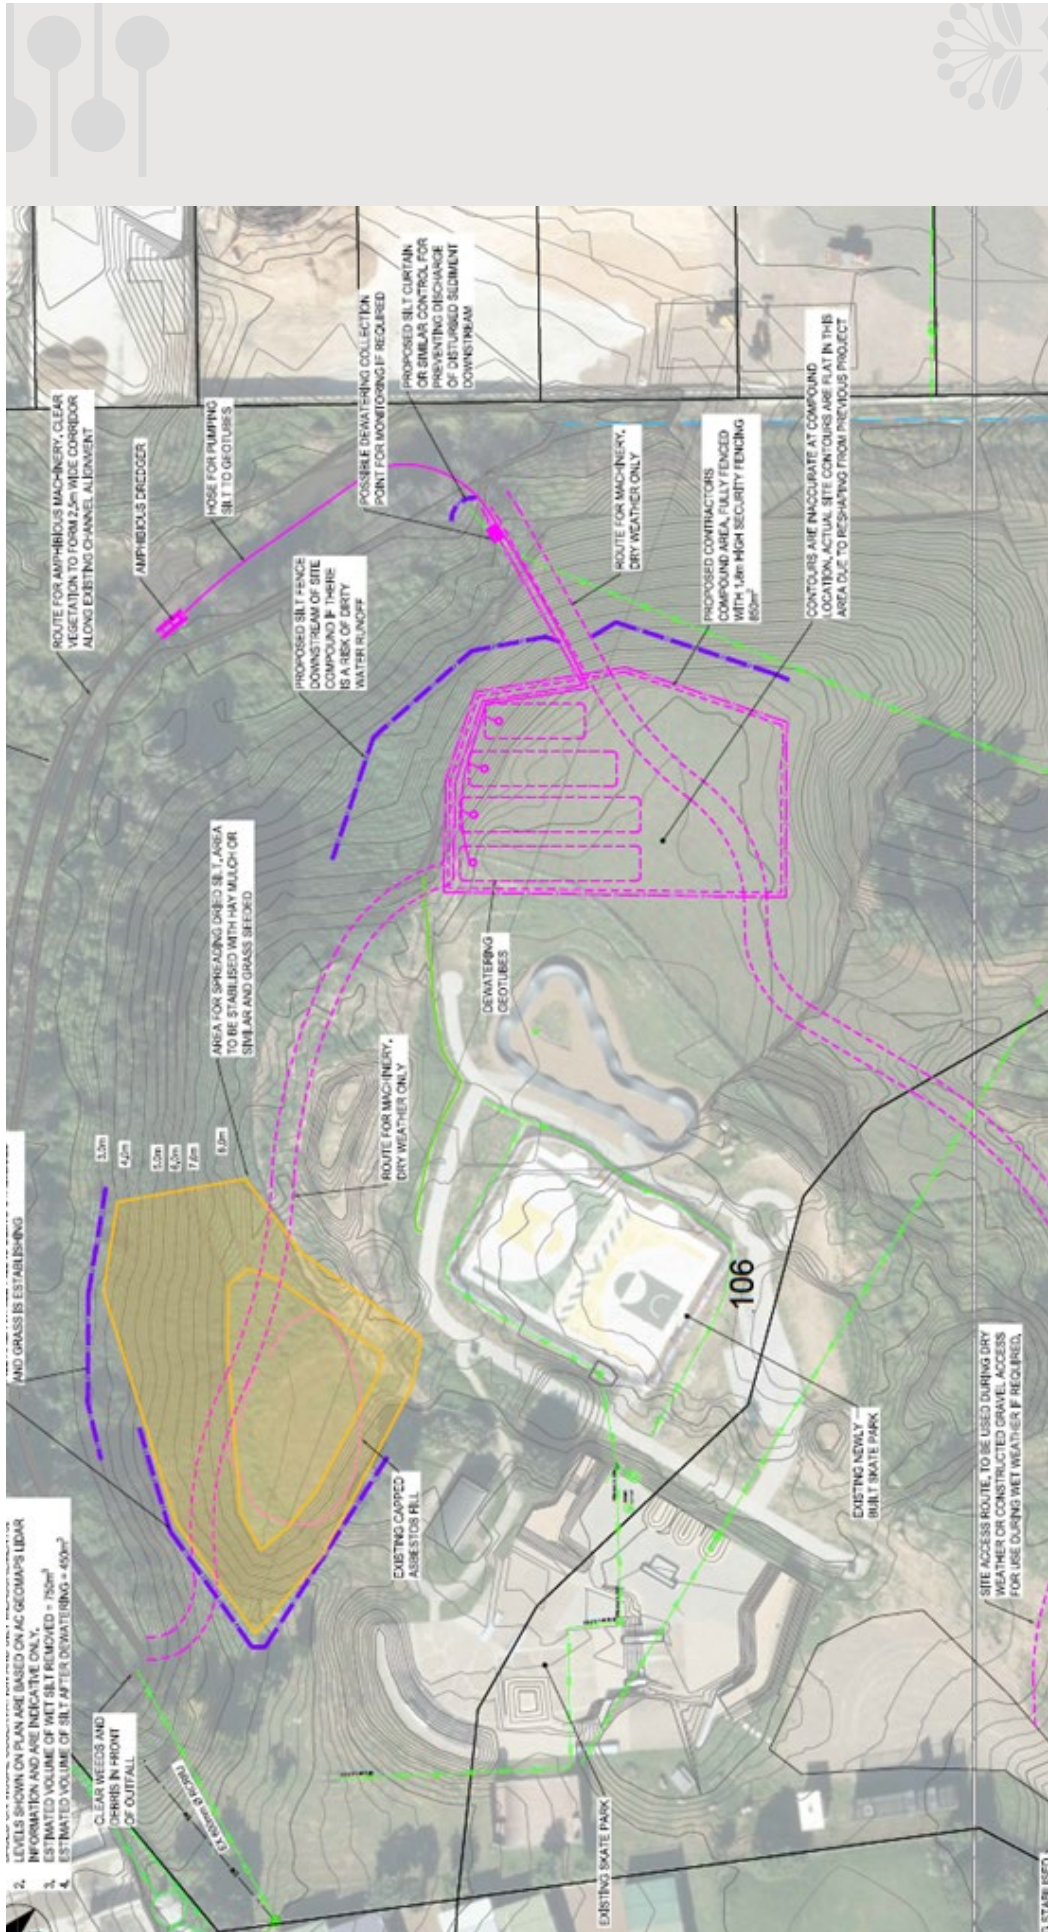 2. LEVELS SHOWN ON PLAN ARE BASED ON AC GEOMAPS LIDAR
INFORMATION AND ARE INDICATIVE ONLY.
3. ESTIMATED VOLUME OF WET SILT REMOVED = 750m³
4. ESTIMATED VOLUME OF SILT AFTER DEWATERING = 450m³
CLEAR WEEDS AND
DEBRIS IN FRONT
OF OUTFALL
AND GRASS IS ESTABLISHING
3.0m
4.0m
5.0m
6.0m
7.0m
8.0m
AREA FOR SPREADING DRIED SILT, AREA
TO BE STABILISED WITH HAY MULCH OR
SIMILAR AND GRASS SEEDED
ROUTE FOR AMPHIBIOUS MACHINERY, CLEAR
VEGETATION TO FORM 2.5m WIDE CORRIDOR
ALONG EXISTING CHANNEL ALIGNMENT
AMPHIBIOUS DREDGER
HOSE FOR PUMPING
SILT TO GEOTUBES
PROPOSED SILT FENCE
DOWNSTREAM OF SITE
COMPOUND IF THERE
IS A RISK OF DIRTY
WATER RUNOFF
POSSIBLE DEWATERING COLLECTION
POINT FOR MONITORING IF REQUIRED
PROPOSED SILT CURTAIN
OR SIMILAR CONTROL FOR
PREVENTING DISCHARGE
OF DISTURBED SEDIMENT
DOWNSTREAM
EXISTING CAPPED
ASBESTOS FILL
ROUTE FOR MACHINERY,
DRY WEATHER ONLY
DEWATERING
GEOTUBES
ROUTE FOR MACHINERY,
DRY WEATHER ONLY
PROPOSED CONTRACTORS
COMPOUND AREA, FULLY FENCED
WITH 1.8m HIGH SECURITY FENCING
850m²
CONTOURS ARE INACCURATE AT COMPOUND
LOCATION, ACTUAL SITE CONTOURS ARE FLAT IN THIS
AREA DUE TO RESHAPING FROM PREVIOUS PROJECT
106
EXISTING SKATE PARK
EXISTING NEWLY
BUILT SKATE PARK
SITE ACCESS ROUTE, TO BE USED DURING DRY
WEATHER OR CONSTRUCTED GRAVEL ACCESS
FOR USE DURING WET WEATHER IF REQUIRED,